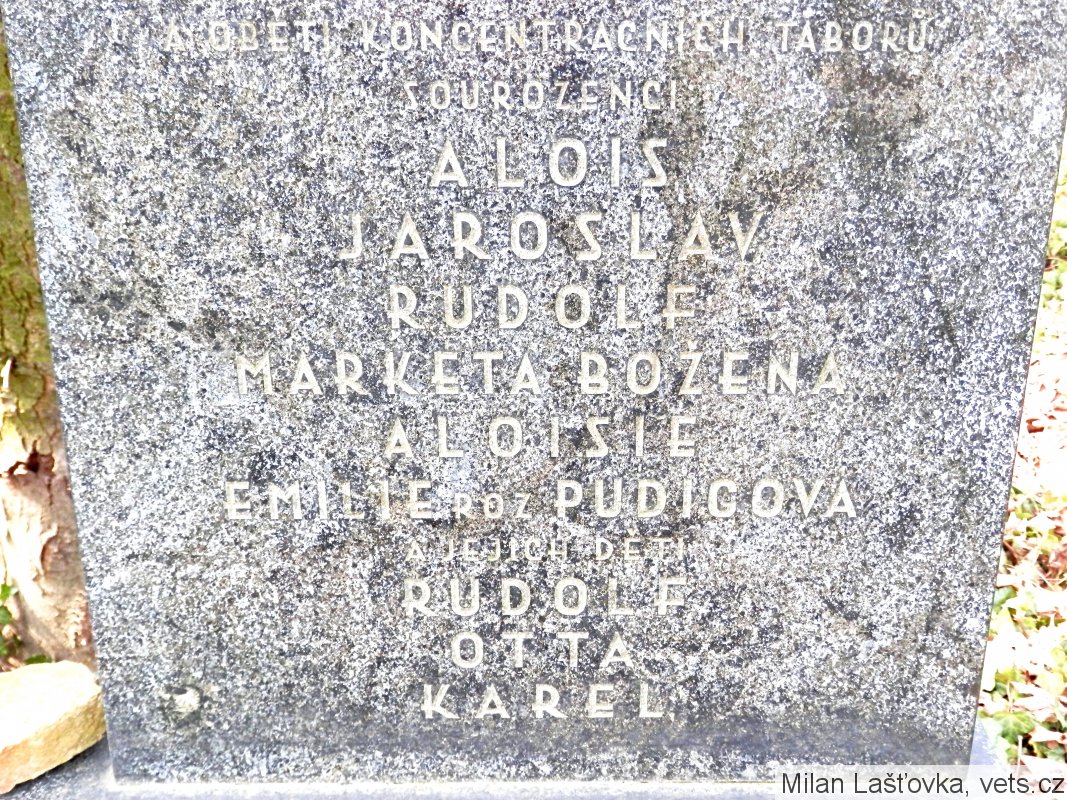 A OBĚTI KONCENTRAČNÍCH TÁBORŮ
SOUROZENCI
ALOIS
JAROSLAV
RUDOLF
MARKETA BOŽENA
ALOISIE
EMILIE ROZ PUDIGOVA
A JEJICH DĚTI
RUDOLF
OTTA
KAREL
Milan Lašťovka, vets.cz